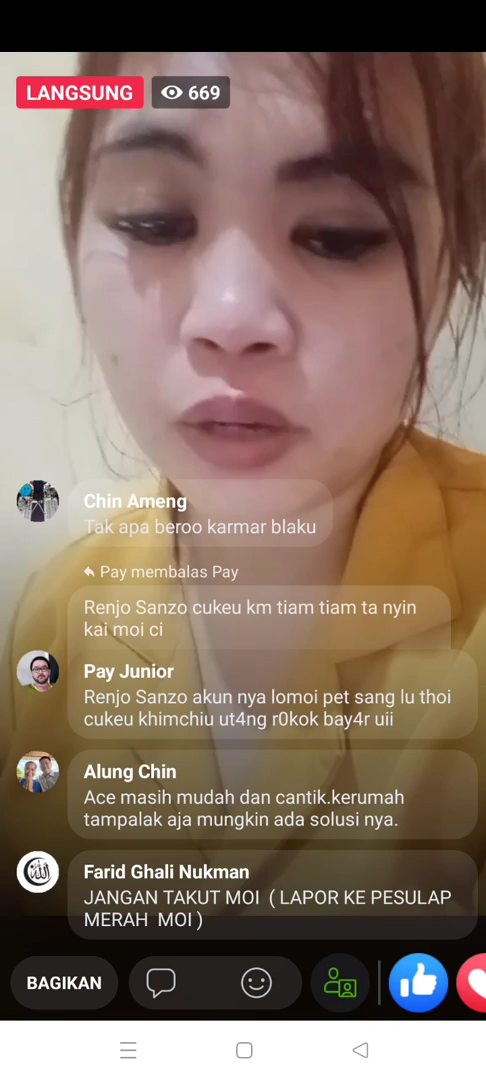 LANGSUNG
669
Chin Ameng
Tak apa beroo karmar blaku
Pay membalas Pay
Renjo Sanzo cukeu km tiam tiam ta nyin
kai moi ci
Pay Junior
Renjo Sanzo akun nya lomoi pet sang lu thoi
cukeu khimchiu ut4ng r0kok bay4r uii
Alung Chin
Ace masih mudah dan cantik.kerumah
tampalak aja mungkin ada solusi nya.
Farid Ghali Nukman
JANGAN TAKUT MOI ( LAPOR KE PESULAP
MERAH MOI )
BAGIKAN